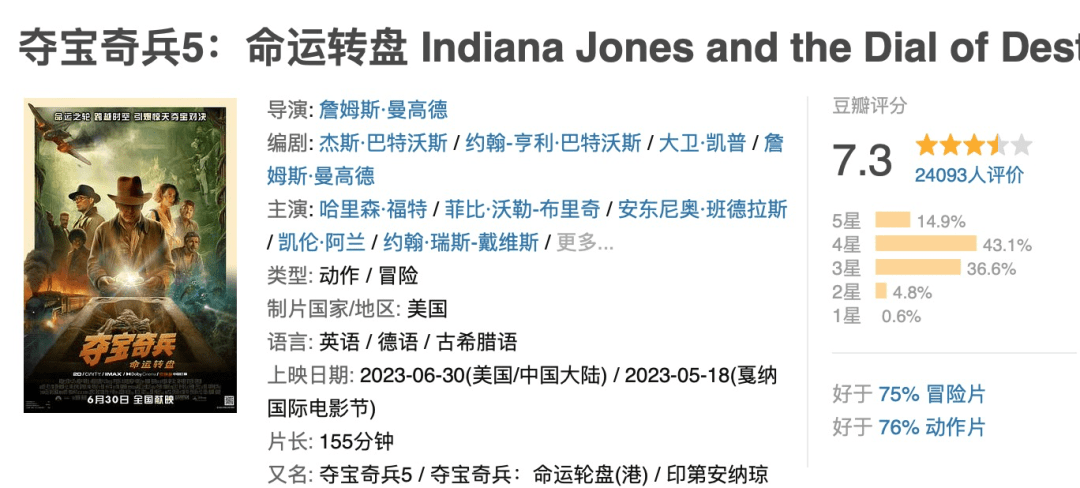 夺宝奇兵5：命运转盘 Indiana Jones and the Dial of Dest
命运之轮 跨越时空 引爆惊天夺宝对决
夺宝奇兵
命运转盘
6月30日 全国献映
导演: 詹姆斯·曼高德
编剧: 杰斯·巴特沃斯 / 约翰-亨利·巴特沃斯 / 大卫·凯普 / 詹
姆斯·曼高德
主演: 哈里森·福特 / 菲比·沃勒-布里奇 / 安东尼奥·班德拉斯
/ 凯伦·阿兰 / 约翰·瑞斯-戴维斯 / 更多...
类型: 动作 / 冒险
制片国家/地区: 美国
语言: 英语 / 德语 / 古希腊语
上映日期: 2023-06-30(美国/中国大陆) / 2023-05-18(戛纳
国际电影节)
片长: 155分钟
又名: 夺宝奇兵5 / 夺宝奇兵：命运轮盘(港) / 印第安纳琼
豆瓣评分
7.3
24093人评价
5星 14.9%
4星 43.1%
3星 36.6%
2星 4.8%
1星 0.6%
好于 75% 冒险片
好于 76% 动作片